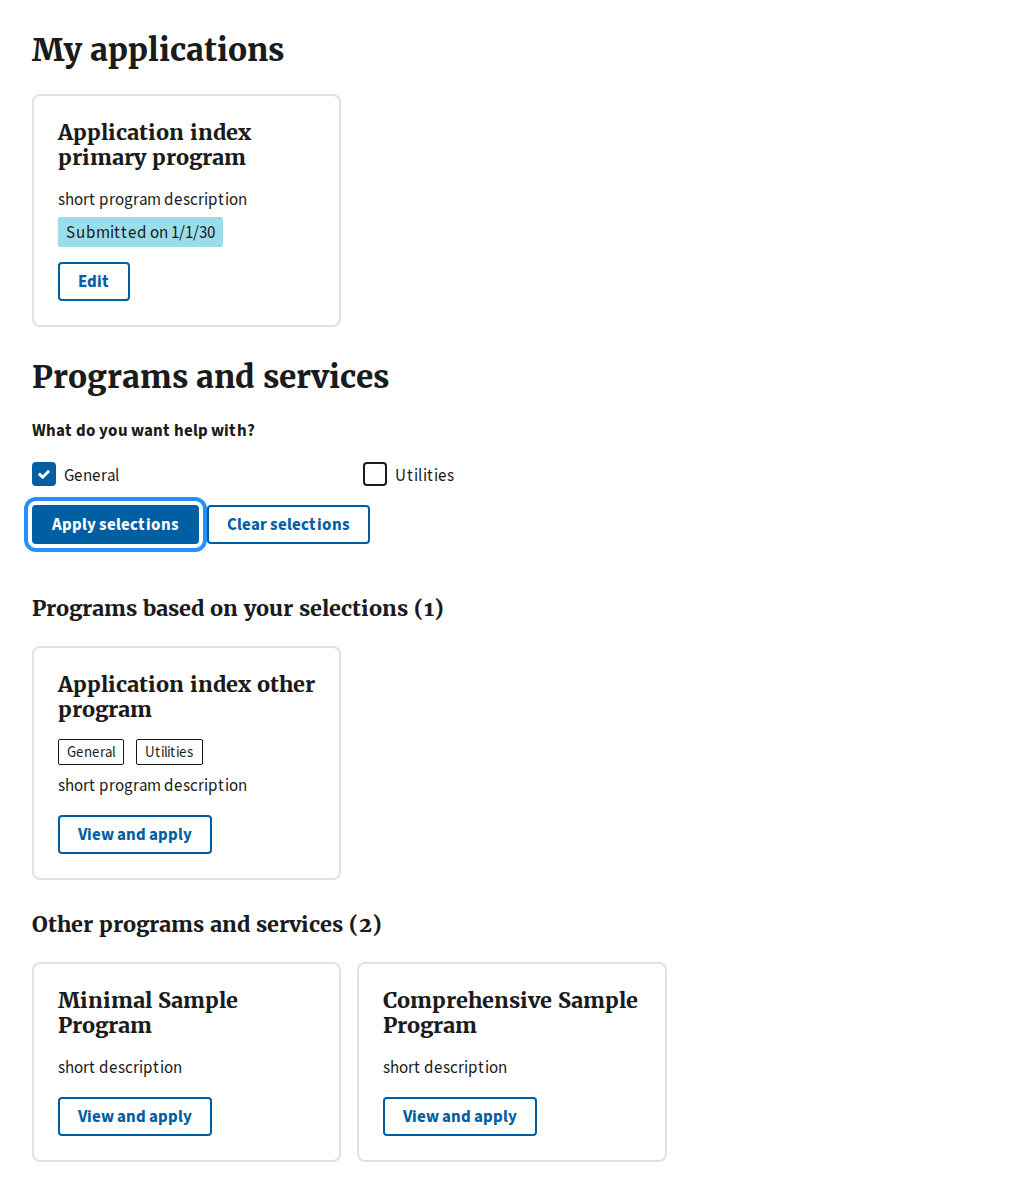 My applications
Application index
primary program
short program description
Submitted on 1/1/30
Edit
Programs and services
What do you want help with?
General
Utilities
Apply selections
Clear selections
Programs based on your selections (1)
Application index other
program
General
Utilities
short program description
View and apply
Other programs and services (2)
Minimal Sample
Program
short description
View and apply
Comprehensive Sample
Program
short description
View and apply